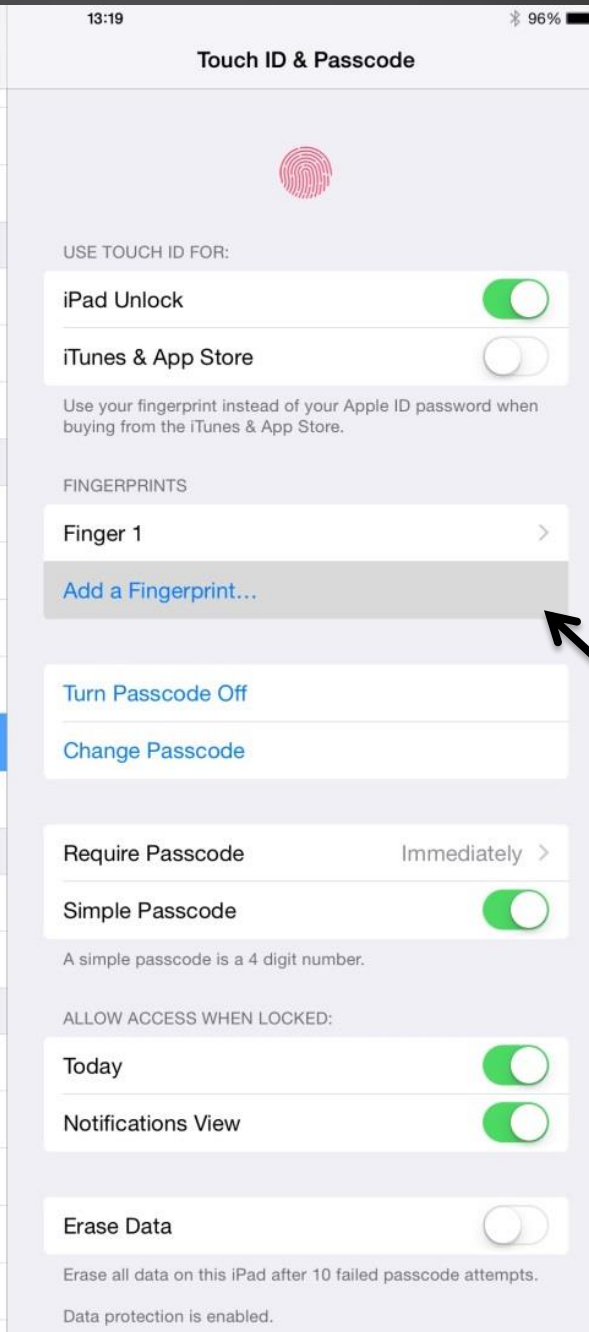 13:19
96%
Touch ID & Passcode
USE TOUCH ID FOR:
iPad Unlock
iTunes & App Store
Use your fingerprint instead of your Apple ID password when
buying from the iTunes & App Store.
FINGERPRINTS
Finger 1
Add a Fingerprint…
Turn Passcode Off
Change Passcode
Require Passcode Immediately
Simple Passcode
A simple passcode is a 4 digit number.
ALLOW ACCESS WHEN LOCKED:
Today
Notifications View
Erase Data
Erase all data on this iPad after 10 failed passcode attempts.
Data protection is enabled.